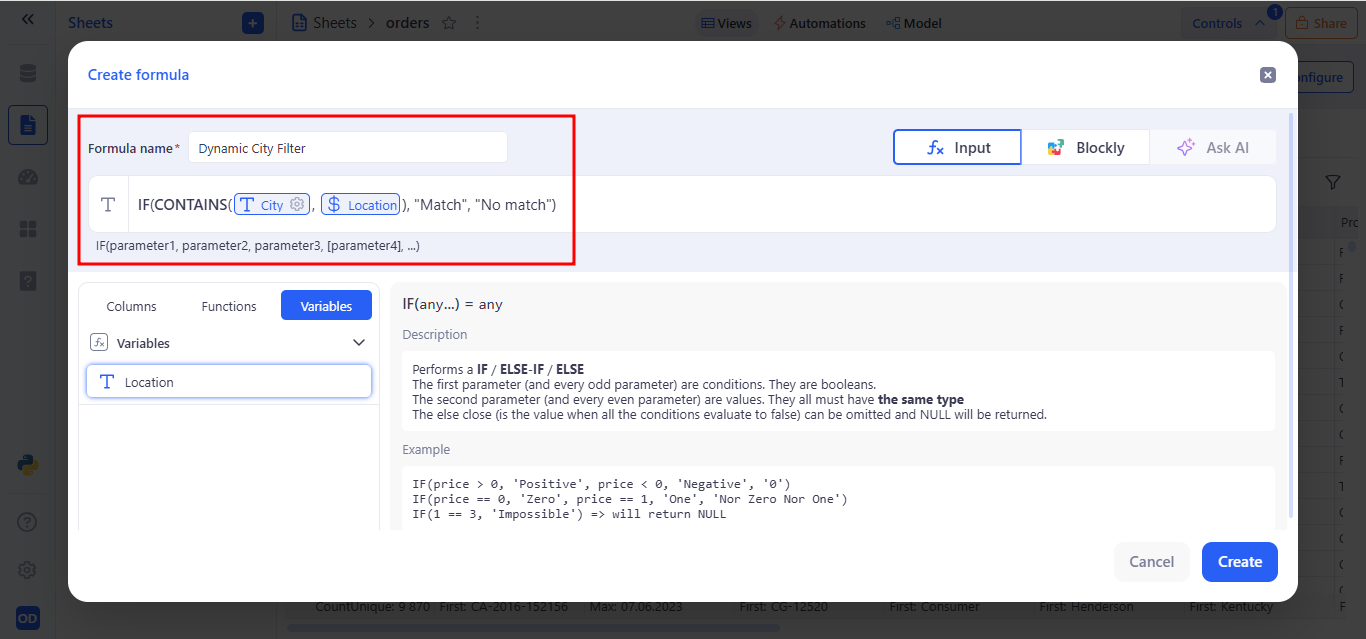 Sheets
Sheets > orders
Views
Automations
Model
Controls
1
Share
nfigure
Create formula
Formula name*
Dynamic City Filter
Input
Blockly
Ask AI
IF(CONTAINS( City , $ Location ), "Match", "No match")
IF(parameter1, parameter2, parameter3, [parameter4], ...)
Columns
Functions
Variables
Variables
Location
IF(any...) = any
Description
Performs a IF / ELSE-IF / ELSE
The first parameter (and every odd parameter) are conditions. They are booleans.
The second parameter (and every even parameter) are values. They all must have the same type
The else close (is the value when all the conditions evaluate to false) can be omitted and NULL will be returned.
Example
IF(price > 0, 'Positive', price < 0, 'Negative', '0')
IF(price == 0, 'Zero', price == 1, 'One', 'Nor Zero Nor One')
IF(1 == 3, 'Impossible') => will return NULL
Cancel
Create
Prc
CountUnique: 9 870
First: CA-2016-152156
Max: 07.06.2023
First: CG-12520
First: Consumer
First: Henderson
First: Kentucky
OD